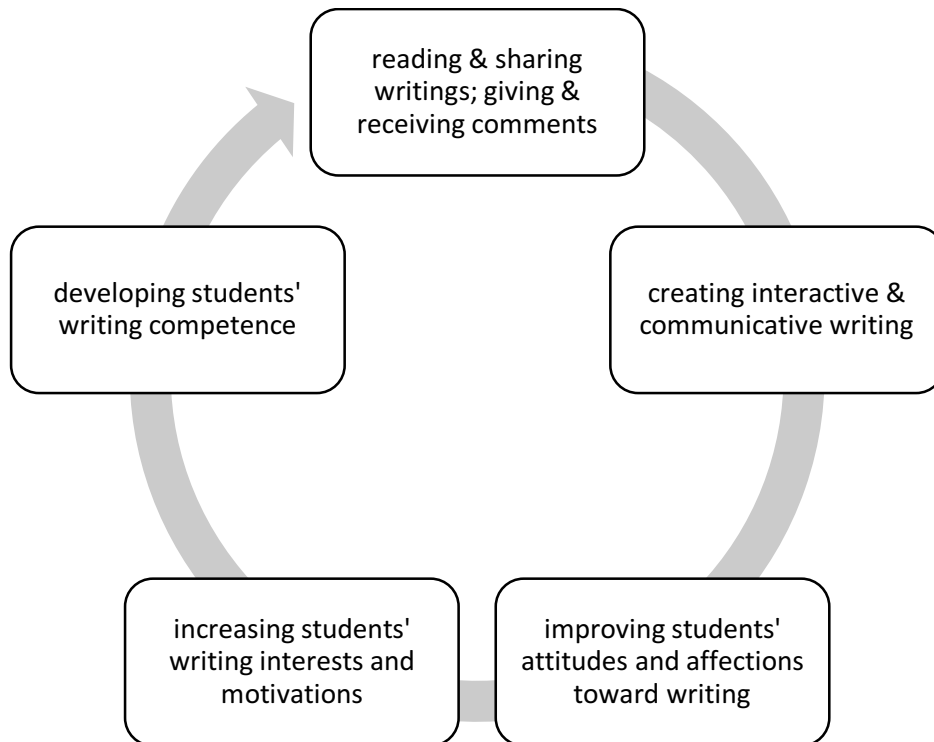 reading & sharing
writings; giving &
receiving comments
creating interactive &
communicative writing
improving students'
attitudes and affections
toward writing
increasing students'
writing interests and
motivations
developing students'
writing competence